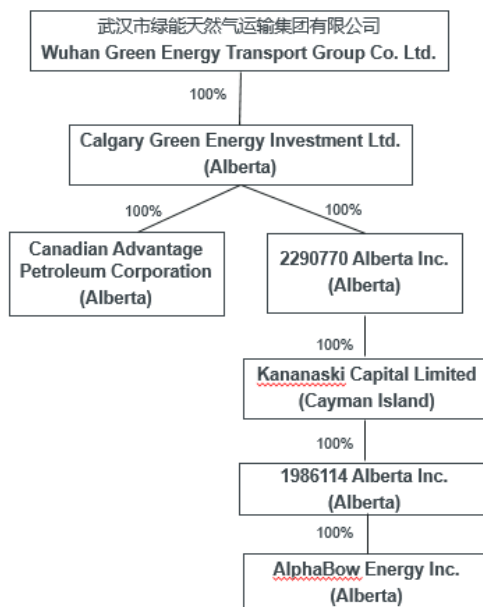 武汉市绿能天然气运输集团有限公司
Wuhan Green Energy Transport Group Co. Ltd.
100%
Calgary Green Energy Investment Ltd.
(Alberta)
100%
100%
Canadian Advantage
Petroleum Corporation
(Alberta)
2290770 Alberta Inc.
(Alberta)
100%
Kananaski Capital Limited
(Cayman Island)
100%
1986114 Alberta Inc.
(Alberta)
100%
AlphaBow Energy Inc.
(Alberta)